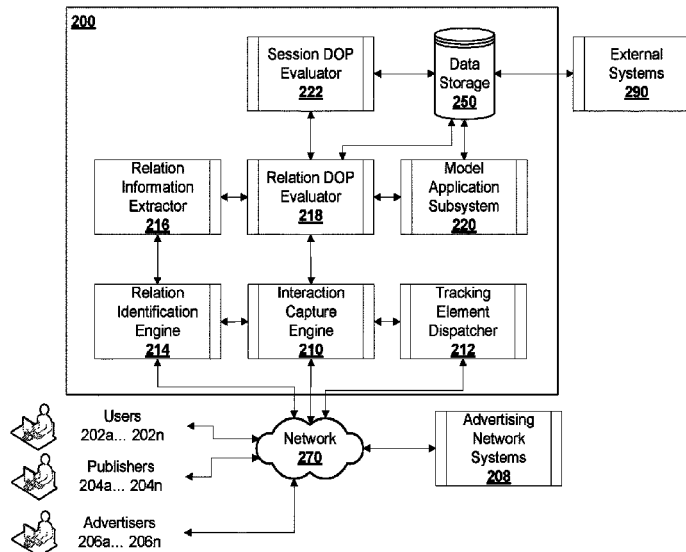 200
Session DOP
Evaluator
222
Data
Storage
250
External
Systems
290
Relation
Information
Extractor
216
Relation DOP
Evaluator
218
Model
Application
Subsystem
220
Relation
Identification
Engine
214
Interaction
Capture
Engine
210
Tracking
Element
Dispatcher
212
Users
202a... 202n
Publishers
204a... 204n
Advertisers
206a... 206n
Network
270
Advertising
Network
Systems
208